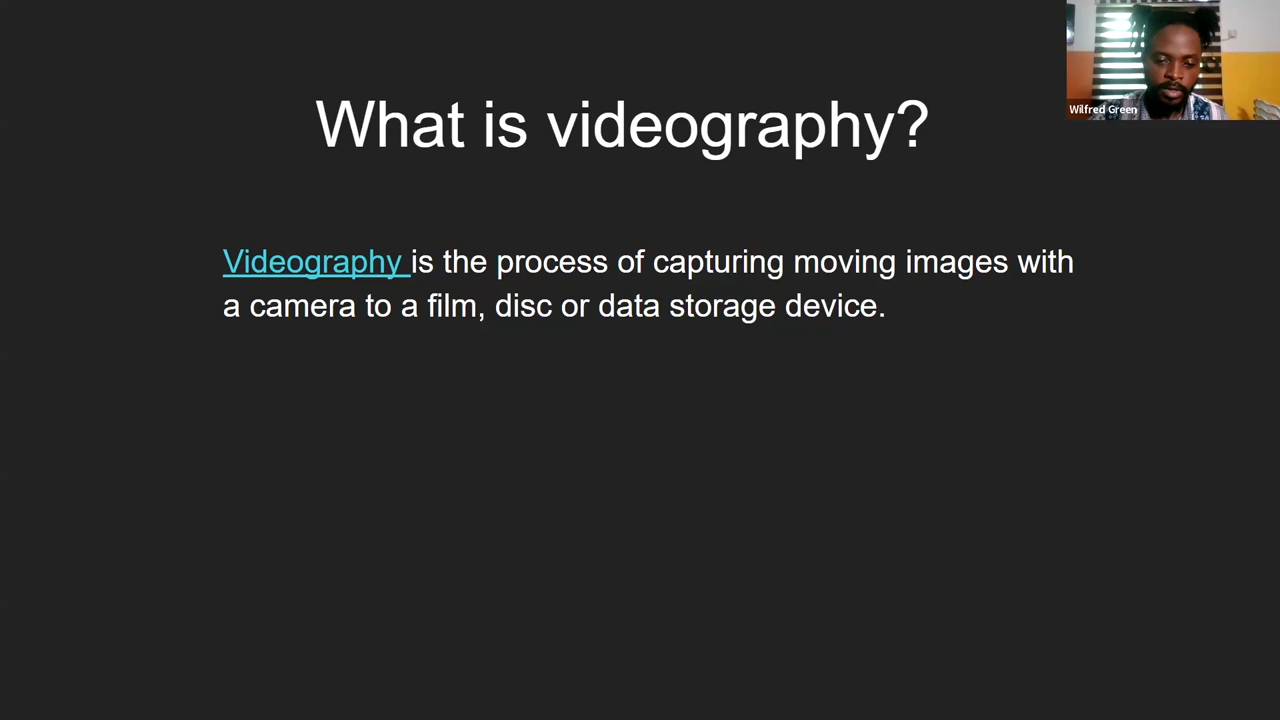 What is videography?
Wilfred Green
Videography is the process of capturing moving images with
a camera to a film, disc or data storage device.